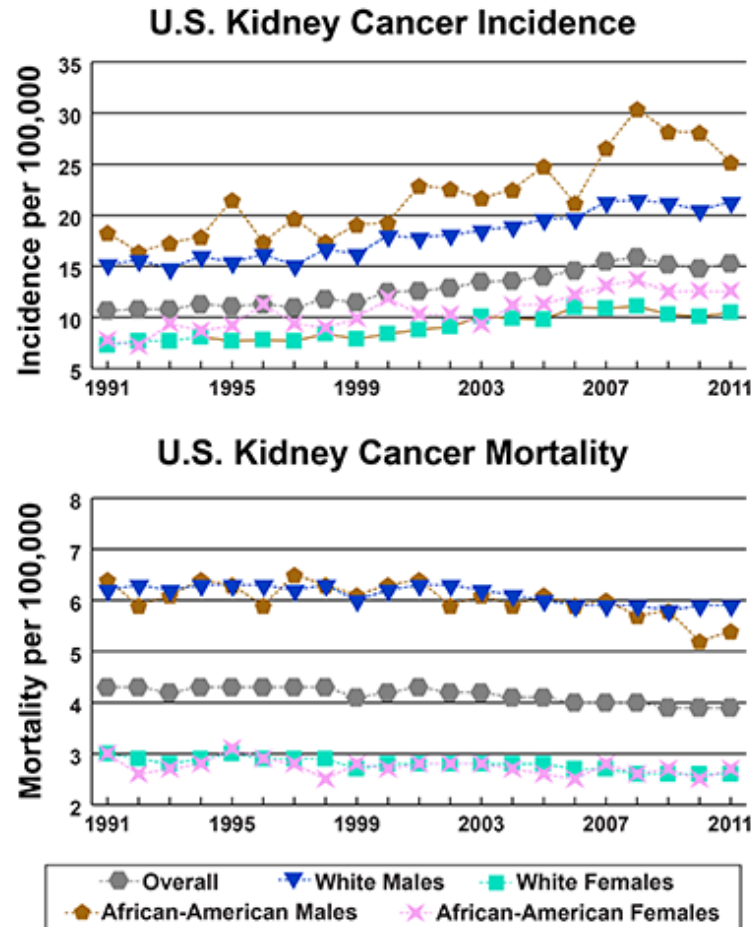 U.S. Kidney Cancer Incidence
Incidence per 100,000
35
30
25
20
15
10
5
1991 1995 1999 2003 2007 2011
U.S. Kidney Cancer Mortality
Mortality per 100,000
8
7
6
5
4
3
2
1991 1995 1999 2003 2007 2011
Overall White Males White Females
African-American Males African-American Females